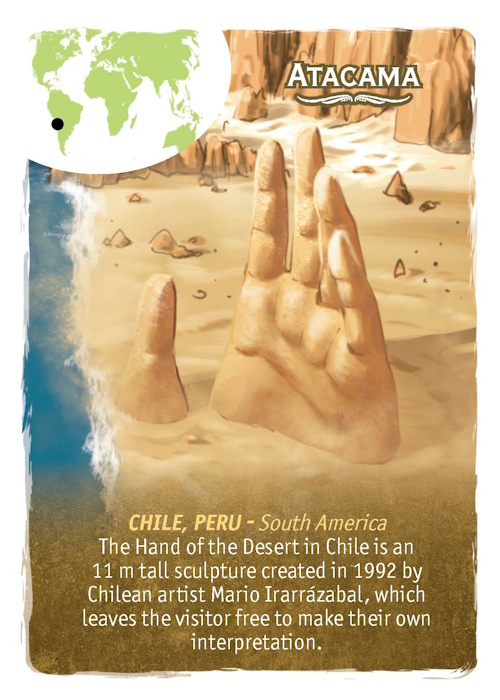 ATACAMA
CHILE, PERU - South America
The Hand of the Desert in Chile is an
11 m tall sculpture created in 1992 by
Chilean artist Mario Irarrázabal, which
leaves the visitor free to make their own
interpretation.